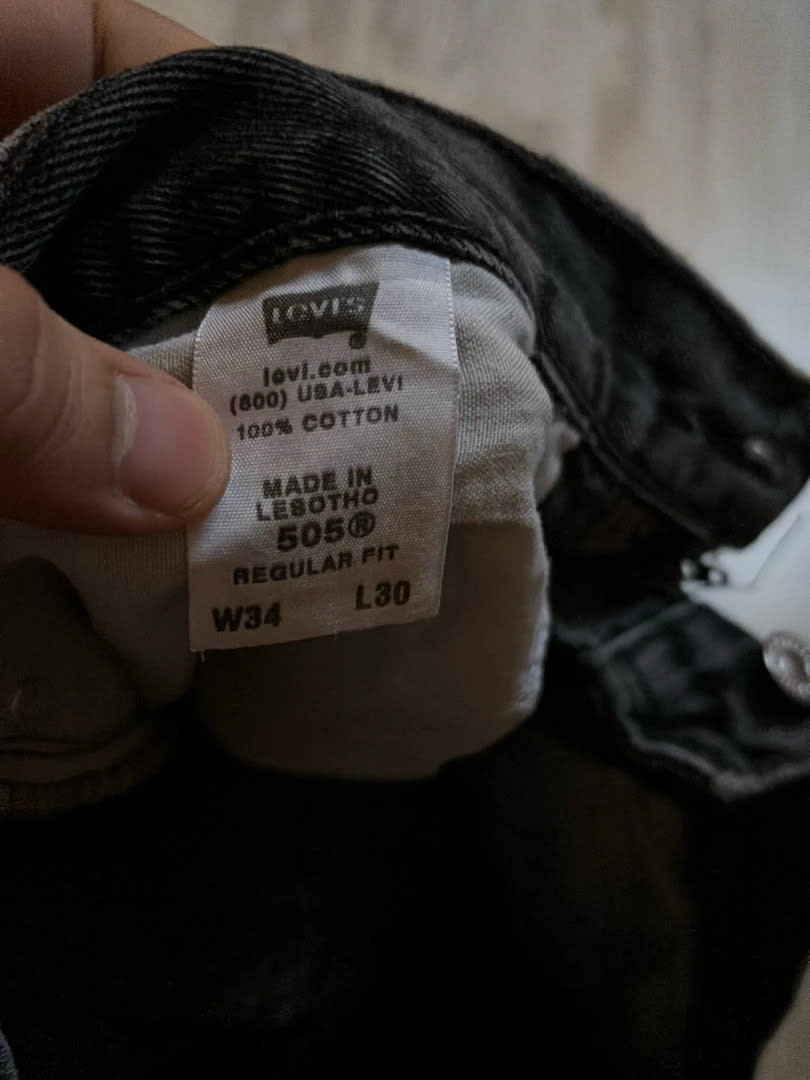 LEVI'S
®
levi.com
(800) USA-LEVI
100% COTTON
MADE IN
LESOTHO
505®
REGULAR FIT
W34 L30